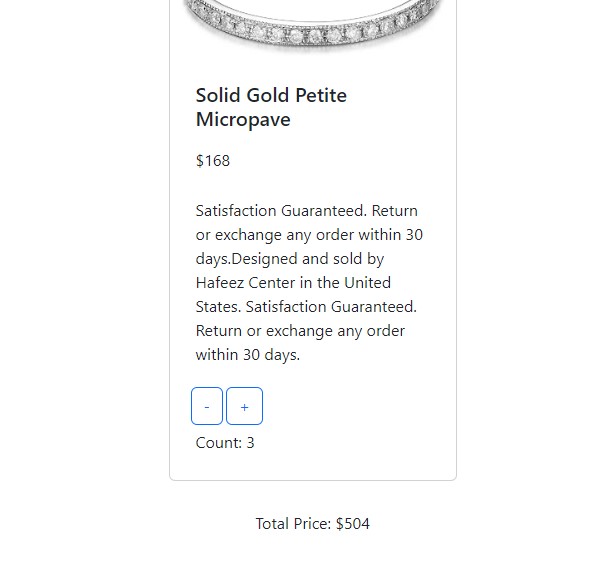 Solid Gold Petite
Micropave
$168
Satisfaction Guaranteed. Return
or exchange any order within 30
days.Designed and sold by
Hafeez Center in the United
States. Satisfaction Guaranteed.
Return or exchange any order
within 30 days.
- +
Count: 3
Total Price: $504